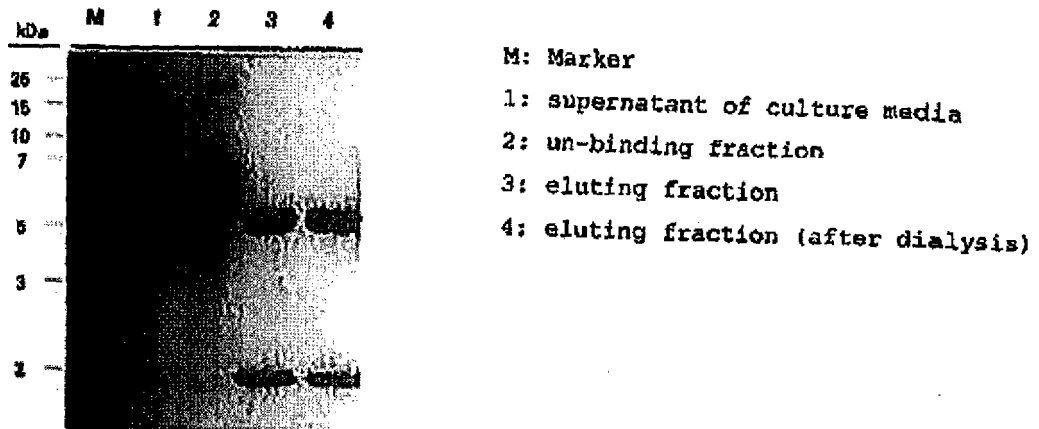 kDa M 1 2 3 4
25
15
10
7
5
3
2
M: Marker
1: supernatant of culture media
2: un-binding fraction
3: eluting fraction
4: eluting fraction (after dialysis)